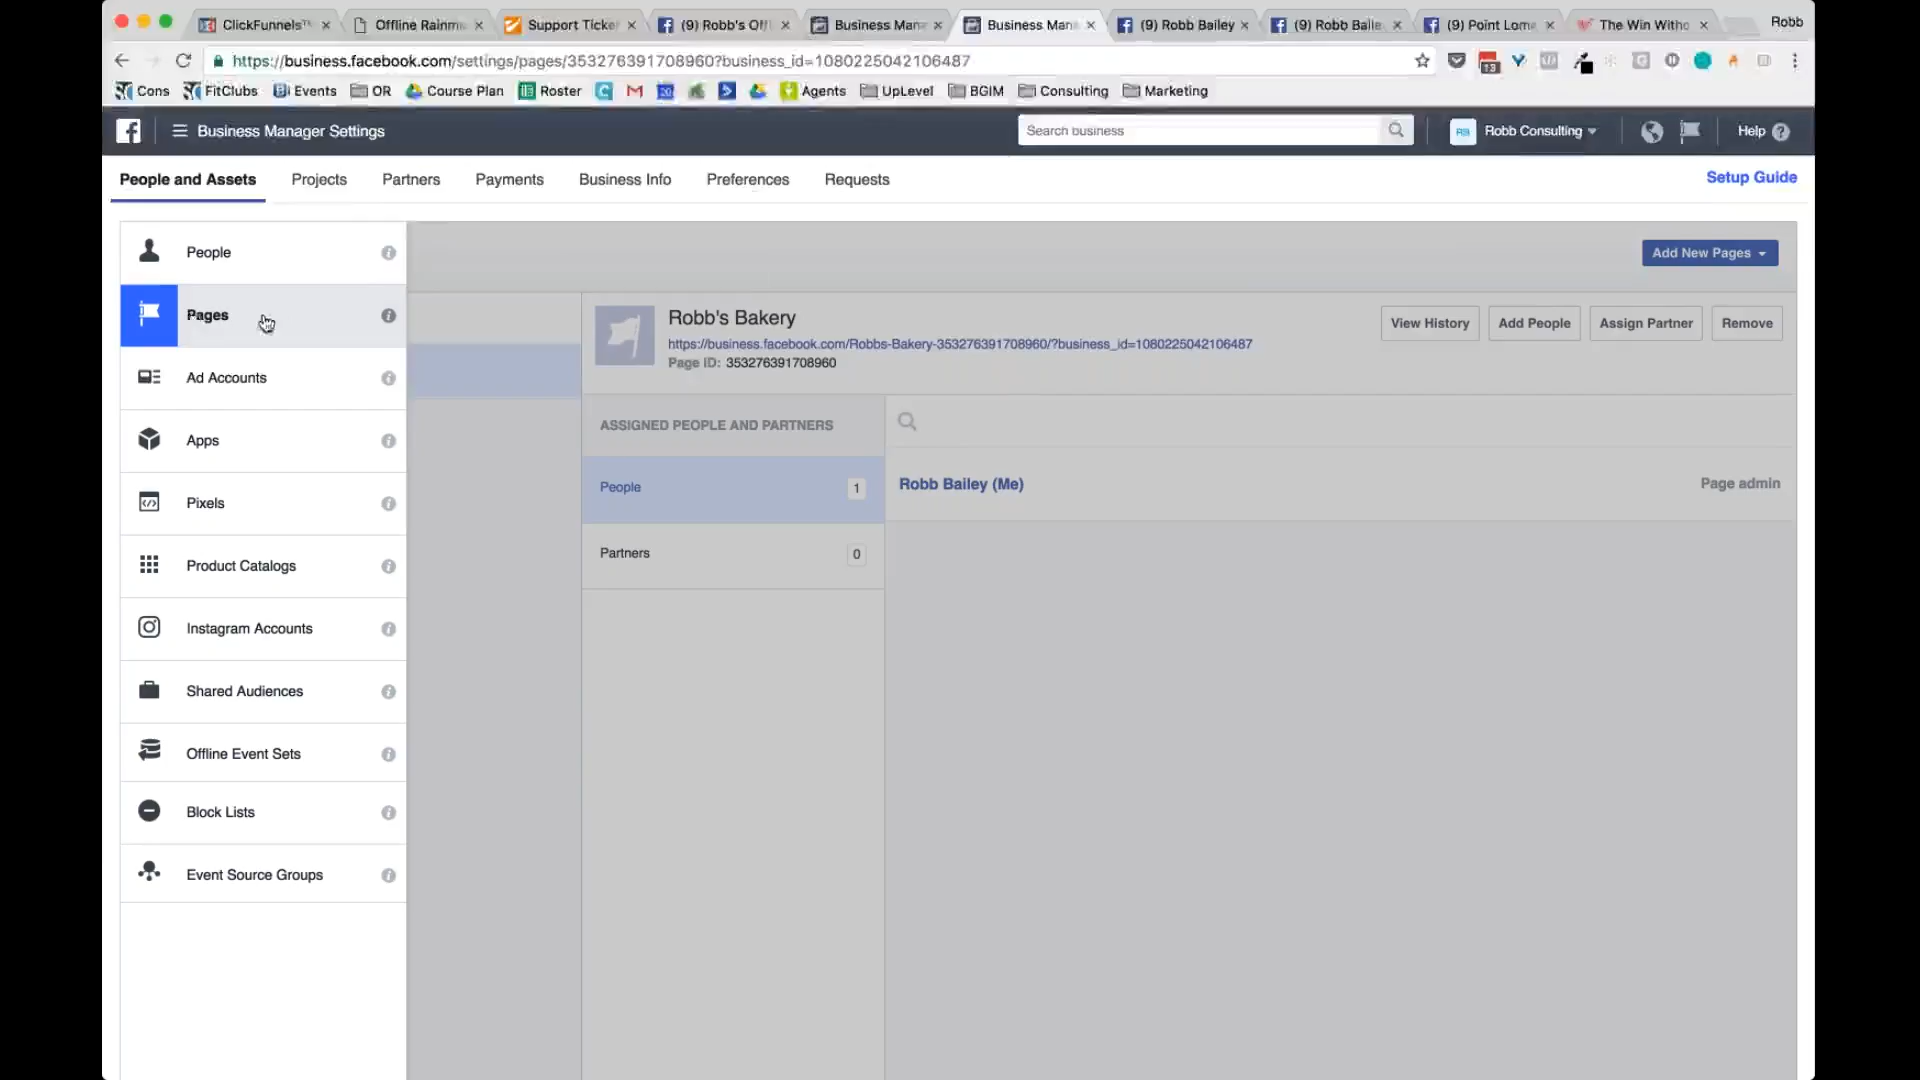 ClickFunnels™
Offline Rainm
Support Ticke
(9) Robb's Off
Business Man
Business Man
(9) Robb Bailey
(9) Robb Baile
(9) Point Loma
The Win Witho
Robb
https://business.facebook.com/settings/pages/353276391708960?business_id=1080225042106487
13
Cons FitClubs Events OR Course Plan Roster 20 Agents UpLevel BGIM Consulting Marketing
Business Manager Settings
Search business
RB
Robb Consulting
Help ?
People and Assets Projects Partners Payments Business Info Preferences Requests
Setup Guide
People
Pages
Ad Accounts
Apps
Pixels
Product Catalogs
Instagram Accounts
Shared Audiences
Offline Event Sets
Block Lists
Event Source Groups
Add New Pages
Robb's Bakery
https://business.facebook.com/Robbs-Bakery-353276391708960/?business_id=1080225042106487
Page ID: 353276391708960
View History Add People Assign Partner Remove
ASSIGNED PEOPLE AND PARTNERS
People 1
Partners 0
Robb Bailey (Me)
Page admin